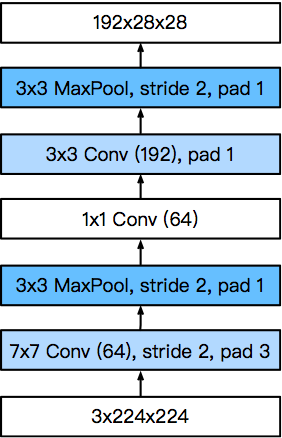 192x28x28
3x3 MaxPool, stride 2, pad 1
3x3 Conv (192), pad 1
1x1 Conv (64)
3x3 MaxPool, stride 2, pad 1
7x7 Conv (64), stride 2, pad 3
3x224x224